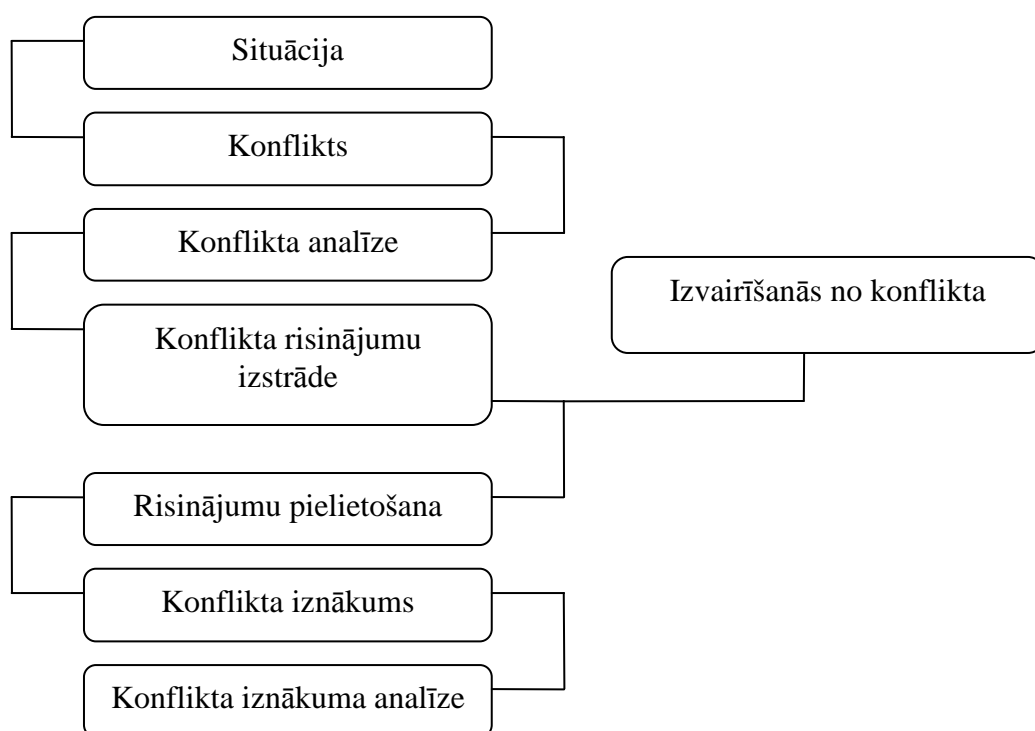 Situācija
Konflikts
Konflikta analīze
Izvairīšanās no konflikta
Konflikta risinājumu
izstrāde
Risinājumu pielietošana
Konflikta iznākums
Konflikta iznākuma analīze